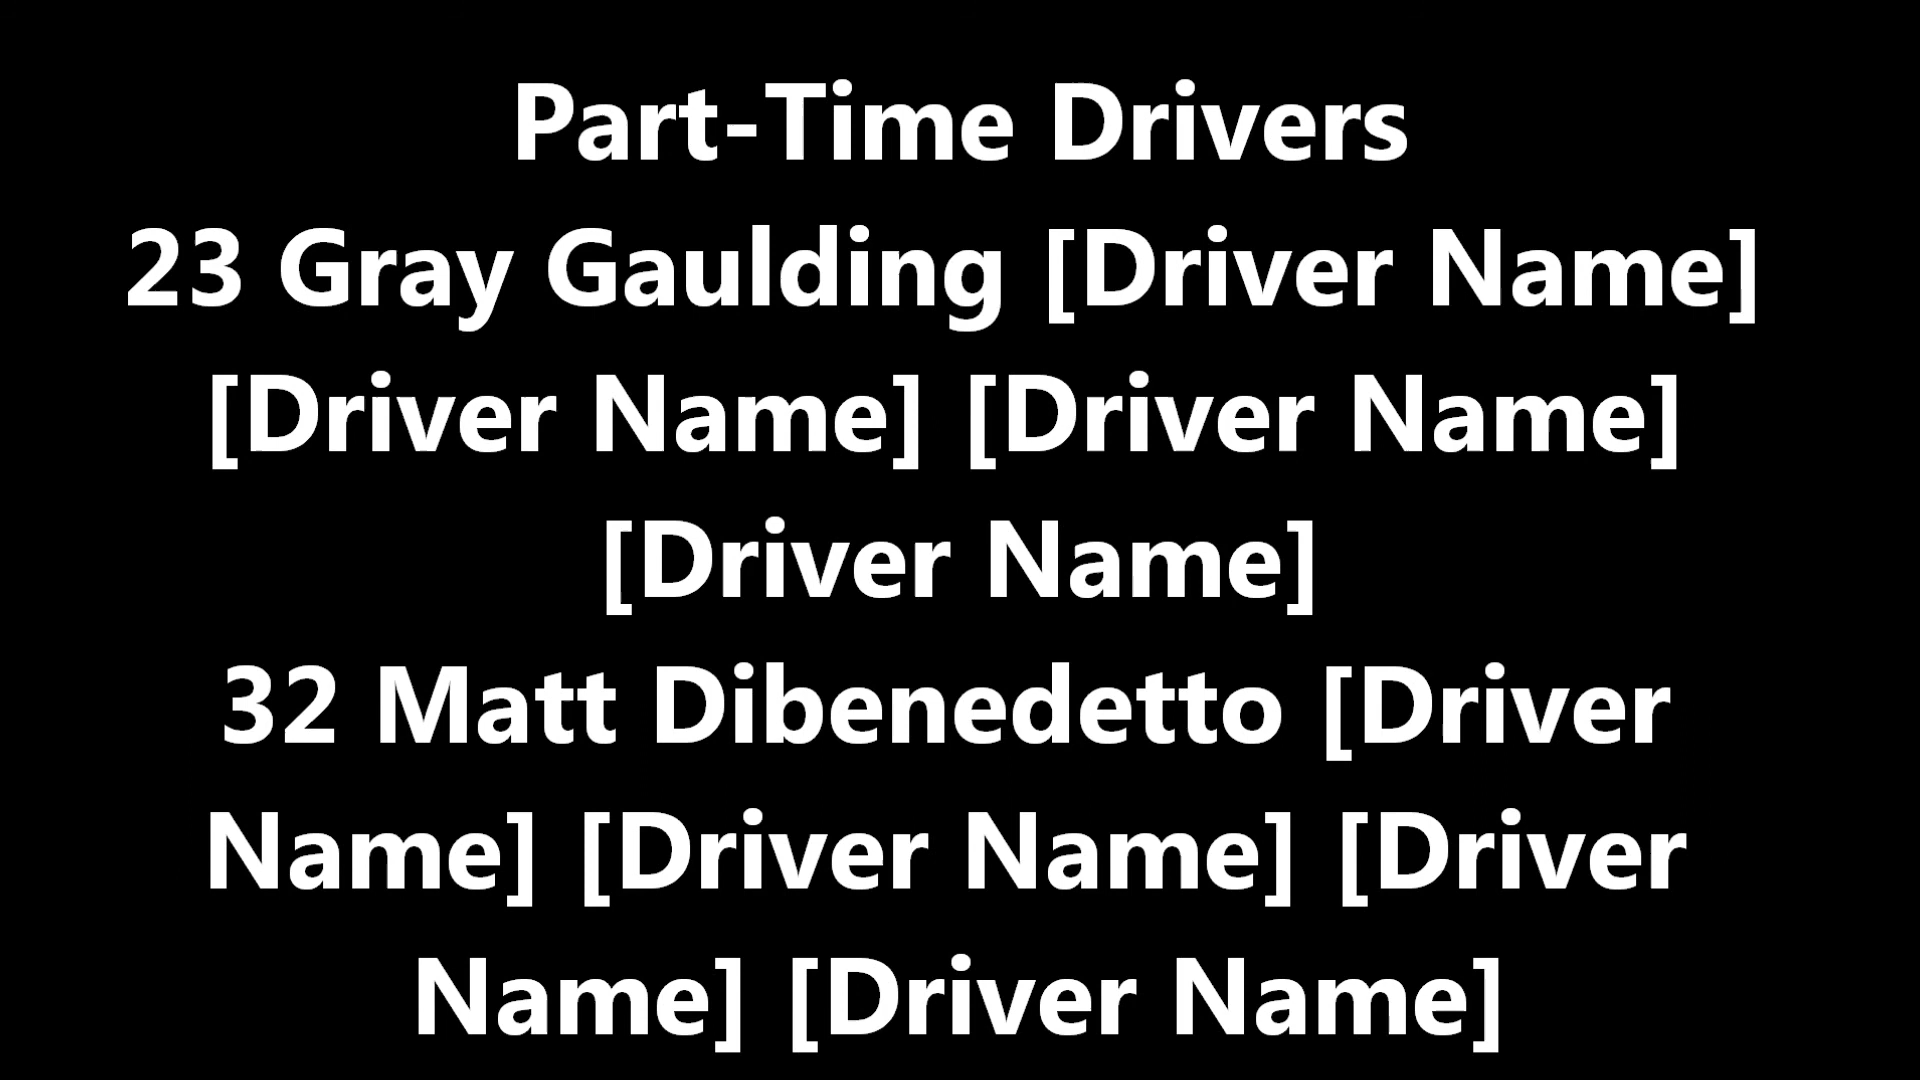 Part-Time Drivers
23 Gray Gaulding [Driver Name]
[Driver Name] [Driver Name]
[Driver Name]
32 Matt Dibenedetto [Driver
Name] [Driver Name] [Driver
Name] [Driver Name]